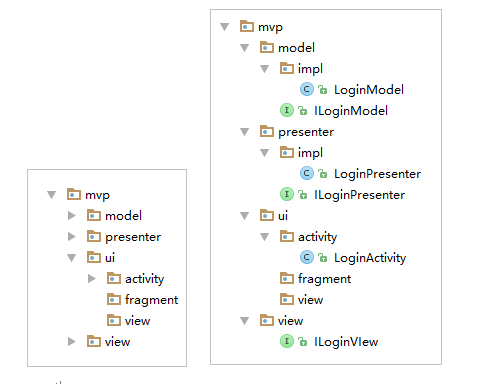 mvp
model
presenter
ui
activity
fragment
view
view
mvp
model
impl
C LoginModel
I ILoginModel
presenter
impl
C LoginPresenter
I ILoginPresenter
ui
activity
C LoginActivity
fragment
view
view
I ILoginVIew